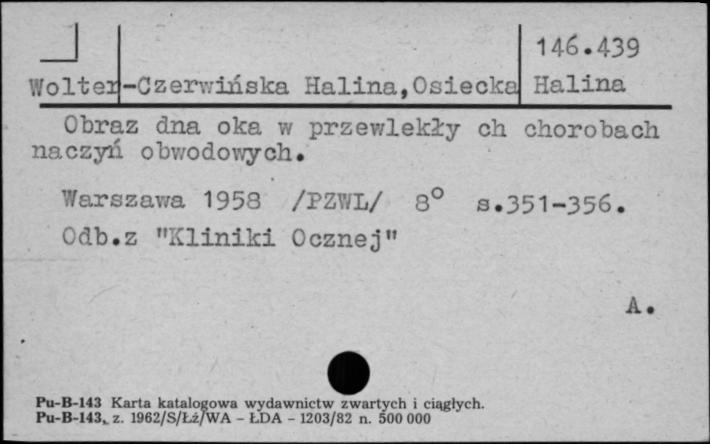 146.439
Wolter-Czerwińska Halina,Osiecka Halina
Obraz dna oka w przewlekły ch chorobach
naczyń obwodowych.
Warszawa 1958 /PZWL/ 8° s.351-356.
Odb.z "Kliniki Ocznej"
A.
Pu-B-143 Karta katalogowa wydawnictw zwartych i ciągłych.
Pu-B-143, z. 1962/S/Łż/WA - ŁDA - 1203/82 n. 500 000